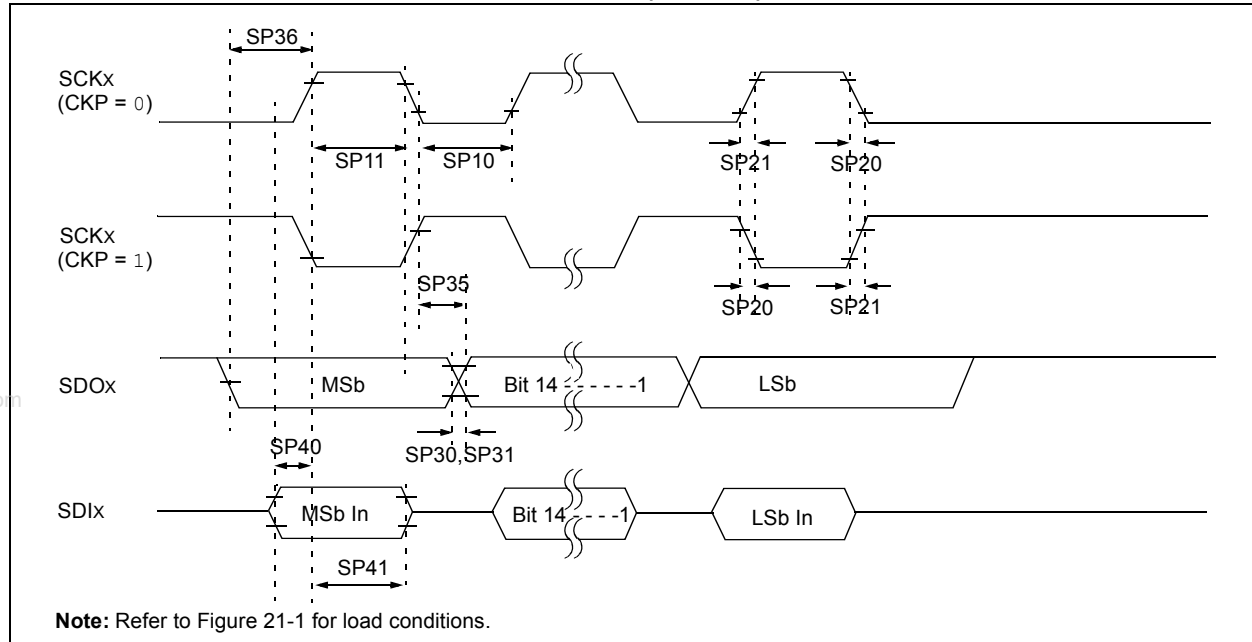 SP36
SCKx
(CKP = 0)
SP11
SP10
SP21
SP20
SCKx
(CKP = 1)
SP35
SP20
SP21
SDOx
MSb
Bit 14 - - - - - -1
LSb
SP40
SP30,SP31
SDIx
MSb In
Bit 14 - - - -1
LSb In
SP41
Note: Refer to Figure 21-1 for load conditions.